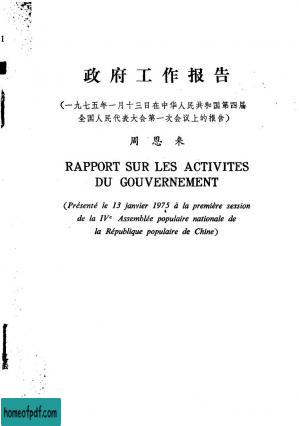 1
政府工作报告
（一九七五年一月十三日在中华人民共和国第四届
全国人民代表大会第一次会议上的报告）
周恩来
RAPPORT SUR LES ACTIVITES
DU GOUVERNEMENT
(Présenté le 13 janvier 1975 à la première session
de la IVᵉ Assemblée populaire nationale de
la République populaire de Chine)
homeofpdf.com